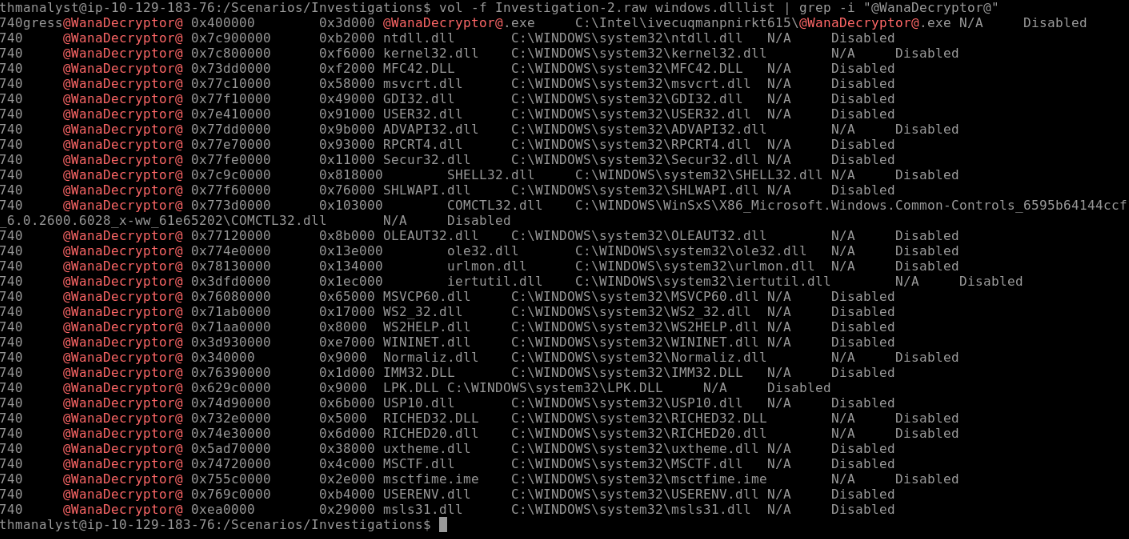 thmanalyst@ip-10-129-183-76:/Scenarios/Investigations$ vol -f Investigation-2.raw windows.dlllist | grep -i "@WanaDecryptor@"
740gress@WanaDecryptor@ 0x400000 0x3d000 @WanaDecryptor@.exe C:\Intel\ivecuqmanpnirkt615\@WanaDecryptor@.exe N/A Disabled
740 @WanaDecryptor@ 0x7c900000 0xb2000 ntdll.dll C:\WINDOWS\system32\ntdll.dll N/A Disabled
740 @WanaDecryptor@ 0x7c800000 0xf6000 kernel32.dll C:\WINDOWS\system32\kernel32.dll N/A Disabled
740 @WanaDecryptor@ 0x73dd0000 0xf2000 MFC42.DLL C:\WINDOWS\system32\MFC42.DLL N/A Disabled
740 @WanaDecryptor@ 0x77c10000 0x58000 msvcrt.dll C:\WINDOWS\system32\msvcrt.dll N/A Disabled
740 @WanaDecryptor@ 0x77f10000 0x49000 GDI32.dll C:\WINDOWS\system32\GDI32.dll N/A Disabled
740 @WanaDecryptor@ 0x7e410000 0x91000 USER32.dll C:\WINDOWS\system32\USER32.dll N/A Disabled
740 @WanaDecryptor@ 0x77dd0000 0x9b000 ADVAPI32.dll C:\WINDOWS\system32\ADVAPI32.dll N/A Disabled
740 @WanaDecryptor@ 0x77e70000 0x93000 RPCRT4.dll C:\WINDOWS\system32\RPCRT4.dll N/A Disabled
740 @WanaDecryptor@ 0x77fe0000 0x11000 Secur32.dll C:\WINDOWS\system32\Secur32.dll N/A Disabled
740 @WanaDecryptor@ 0x7c9c0000 0x818000 SHELL32.dll C:\WINDOWS\system32\SHELL32.dll N/A Disabled
740 @WanaDecryptor@ 0x77f60000 0x76000 SHLWAPI.dll C:\WINDOWS\system32\SHLWAPI.dll N/A Disabled
740 @WanaDecryptor@ 0x773d0000 0x103000 COMCTL32.dll C:\WINDOWS\WinSxS\X86_Microsoft.Windows.Common-Controls_6595b64144ccf
_6.0.2600.6028_x-ww_61e65202\COMCTL32.dll N/A Disabled
740 @WanaDecryptor@ 0x77120000 0x8b000 OLEAUT32.dll C:\WINDOWS\system32\OLEAUT32.dll N/A Disabled
740 @WanaDecryptor@ 0x774e0000 0x13e000 ole32.dll C:\WINDOWS\system32\ole32.dll N/A Disabled
740 @WanaDecryptor@ 0x78130000 0x134000 urlmon.dll C:\WINDOWS\system32\urlmon.dll N/A Disabled
740 @WanaDecryptor@ 0x3dfd0000 0x1ec000 iertutil.dll C:\WINDOWS\system32\iertutil.dll N/A Disabled
740 @WanaDecryptor@ 0x76080000 0x65000 MSVCP60.dll C:\WINDOWS\system32\MSVCP60.dll N/A Disabled
740 @WanaDecryptor@ 0x71ab0000 0x17000 WS2_32.dll C:\WINDOWS\system32\WS2_32.dll N/A Disabled
740 @WanaDecryptor@ 0x71aa0000 0x8000 WS2HELP.dll C:\WINDOWS\system32\WS2HELP.dll N/A Disabled
740 @WanaDecryptor@ 0x3d930000 0xe7000 WININET.dll C:\WINDOWS\system32\WININET.dll N/A Disabled
740 @WanaDecryptor@ 0x340000 0x9000 Normaliz.dll C:\WINDOWS\system32\Normaliz.dll N/A Disabled
740 @WanaDecryptor@ 0x76390000 0x1d000 IMM32.DLL C:\WINDOWS\system32\IMM32.DLL N/A Disabled
740 @WanaDecryptor@ 0x629c0000 0x9000 LPK.DLL C:\WINDOWS\system32\LPK.DLL N/A Disabled
740 @WanaDecryptor@ 0x74d90000 0x6b000 USP10.dll C:\WINDOWS\system32\USP10.dll N/A Disabled
740 @WanaDecryptor@ 0x732e0000 0x5000 RICHED32.DLL C:\WINDOWS\system32\RICHED32.DLL N/A Disabled
740 @WanaDecryptor@ 0x74e30000 0x6d000 RICHED20.dll C:\WINDOWS\system32\RICHED20.dll N/A Disabled
740 @WanaDecryptor@ 0x5ad70000 0x38000 uxtheme.dll C:\WINDOWS\system32\uxtheme.dll N/A Disabled
740 @WanaDecryptor@ 0x74720000 0x4c000 MSCTF.dll C:\WINDOWS\system32\MSCTF.dll N/A Disabled
740 @WanaDecryptor@ 0x755c0000 0x2e000 msctfime.ime C:\WINDOWS\system32\msctfime.ime N/A Disabled
740 @WanaDecryptor@ 0x769c0000 0xb4000 USERENV.dll C:\WINDOWS\system32\USERENV.dll N/A Disabled
740 @WanaDecryptor@ 0xea0000 0x29000 msls31.dll C:\WINDOWS\system32\msls31.dll N/A Disabled
thmanalyst@ip-10-129-183-76:/Scenarios/Investigations$